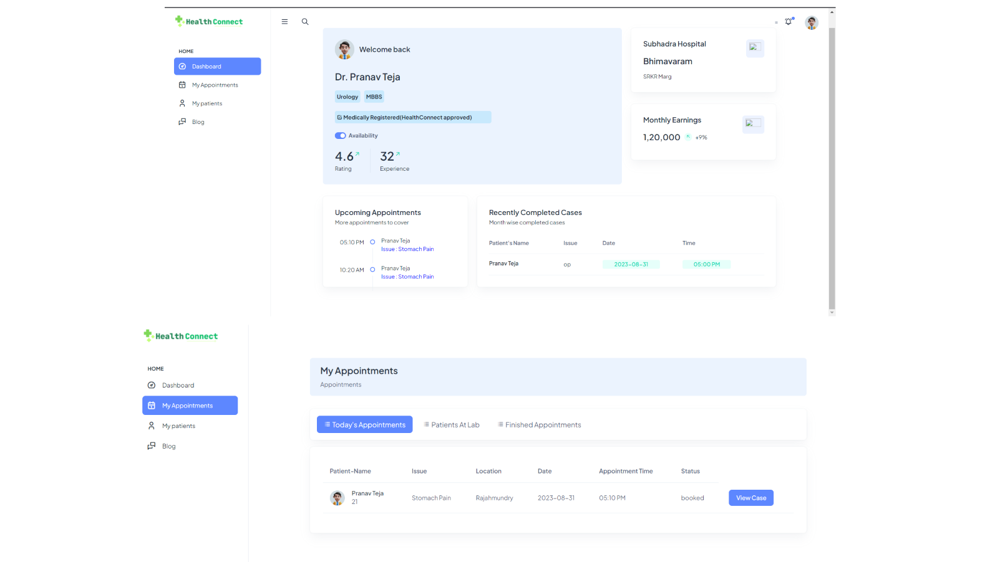 Health Connect
HOME
Dashboard
My Appointments
My patients
Blog
Welcome back
Dr. Pranav Teja
Urology MBBS
Medically Registered(HealthConnect approved)
Availability
4.6 32
Rating Experience
Subhadra Hospital
Bhimavaram
SRKR Marg
Monthly Earnings
1,20,000 +9%
Upcoming Appointments
More appointments to cover
05:10 PM Pranav Teja
Issue : Stomach Pain
10:20 AM Pranav Teja
Issue : Stomach Pain
Recently Completed Cases
Month wise completed cases
Patient's Name Issue Date Time
Pranav Teja op 2023-08-31 05:00 PM
Health Connect
HOME
Dashboard
My Appointments
My patients
Blog
My Appointments
Appointments
Today's Appointments Patients At Lab Finished Appointments
Patient-Name Issue Location Date Appointment Time Status
Pranav Teja
21 Stomach Pain Rajahmundry 2023-08-31 05:10 PM booked View Case